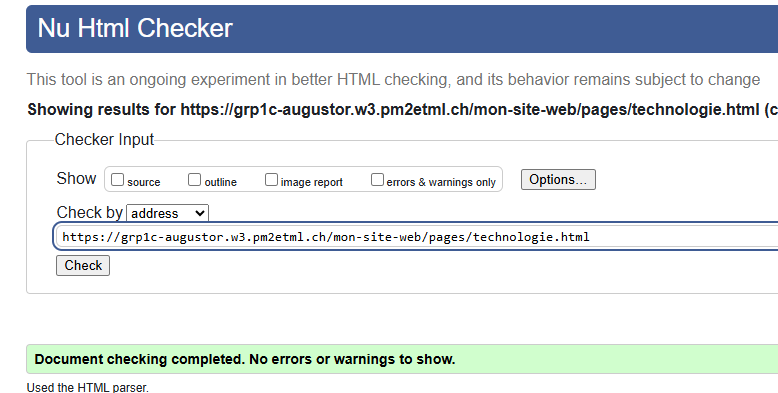 Nu Html Checker
This tool is an ongoing experiment in better HTML checking, and its behavior remains subject to change
Showing results for https://grp1c-augustor.w3.pm2etml.ch/mon-site-web/pages/technologie.html (c
Checker Input
Show source outline image report errors & warnings only Options...
Check by address
https://grp1c-augustor.w3.pm2etml.ch/mon-site-web/pages/technologie.html
Check
Document checking completed. No errors or warnings to show.
Used the HTML parser.